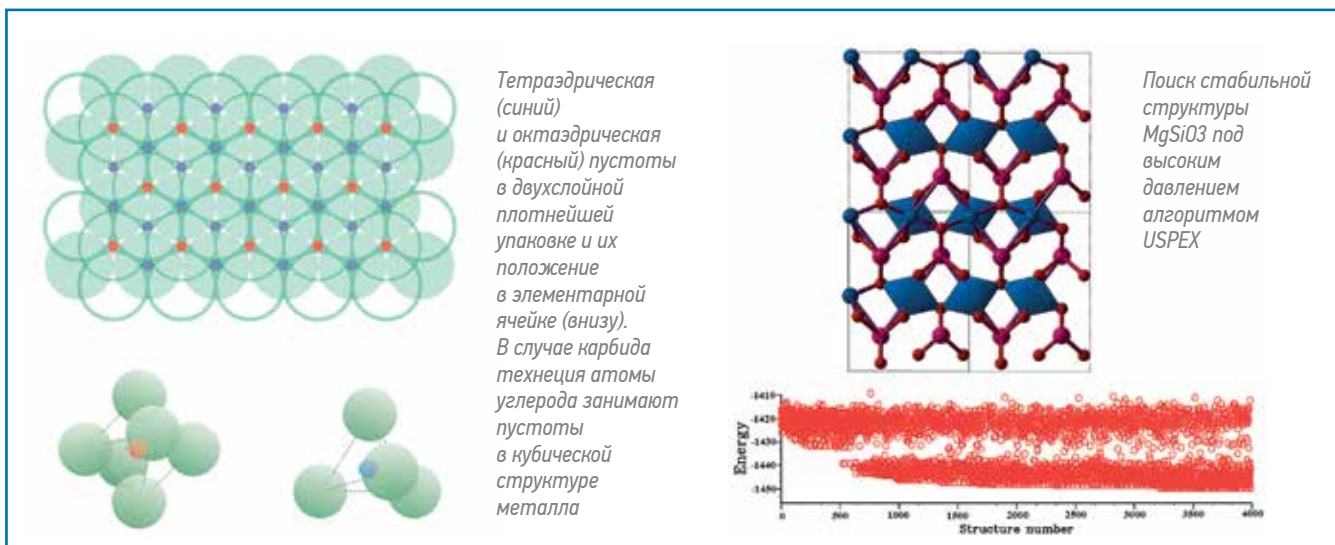 Тетраэдрическая
(синий)
и октаэдрическая
(красный) пустоты
в двухслойной
плотнейшей
упаковке и их
положение
в элементарной
ячейке (внизу).
В случае карбида
технеция атомы
углерода занимают
пустоты
в кубической
структуре
металла
Поиск стабильной
структуры
MgSiO3 под
высоким
давлением
алгоритмом
USPEX
Energy
-1410
-1420
-1430
-1440
-1450
0 500 1000 1500 2000 2500 3000 3500 4000
Structure number